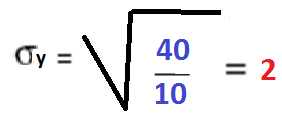 σy = √(40/10) = 2